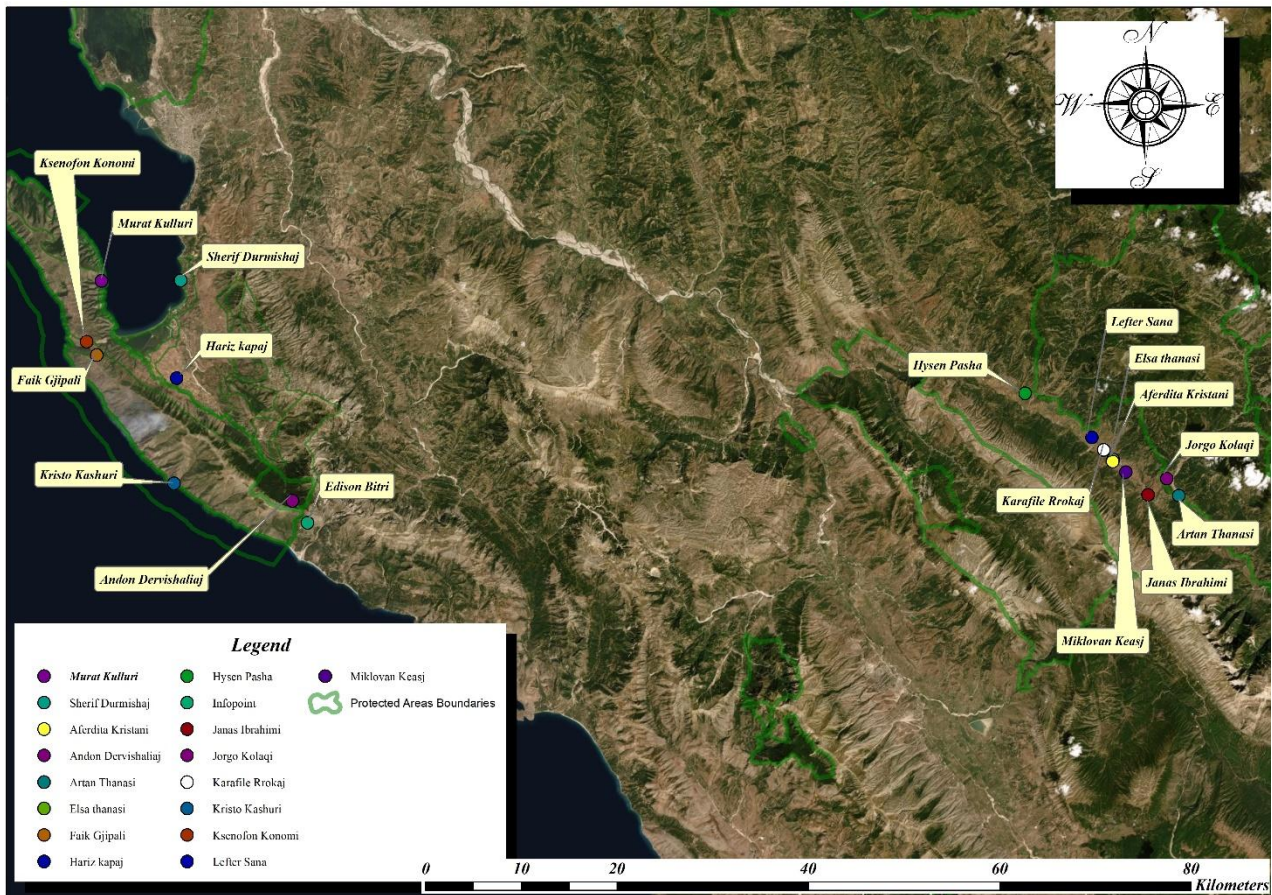 N
W
E
S
Ksenofon Konomi
Murat Kulluri
Sherif Durmishaj
Hariz kapaj
Faik Gjipali
Kristo Kashuri
Edison Bitri
Andon Dervishaliaj
Lefter Sana
Hysen Pasha
Elsa thanasi
Aferdita Kristani
Jorgo Kolaqi
Karafile Rrokaj
Artan Thanasi
Janas Ibrahimi
Miklovan Keasj
Legend
Murat Kulluri
Sherif Durmishaj
Aferdita Kristani
Andon Dervishaliaj
Artan Thanasi
Elsa thanasi
Faik Gjipali
Hariz kapaj
Hysen Pasha
Infopoint
Janas Ibrahimi
Jorgo Kolaqi
Karafile Rrokaj
Kristo Kashuri
Ksenofon Konomi
Lefter Sana
Miklovan Keasj
Protected Areas Boundaries
0 10 20 40 60 80
Kilometers